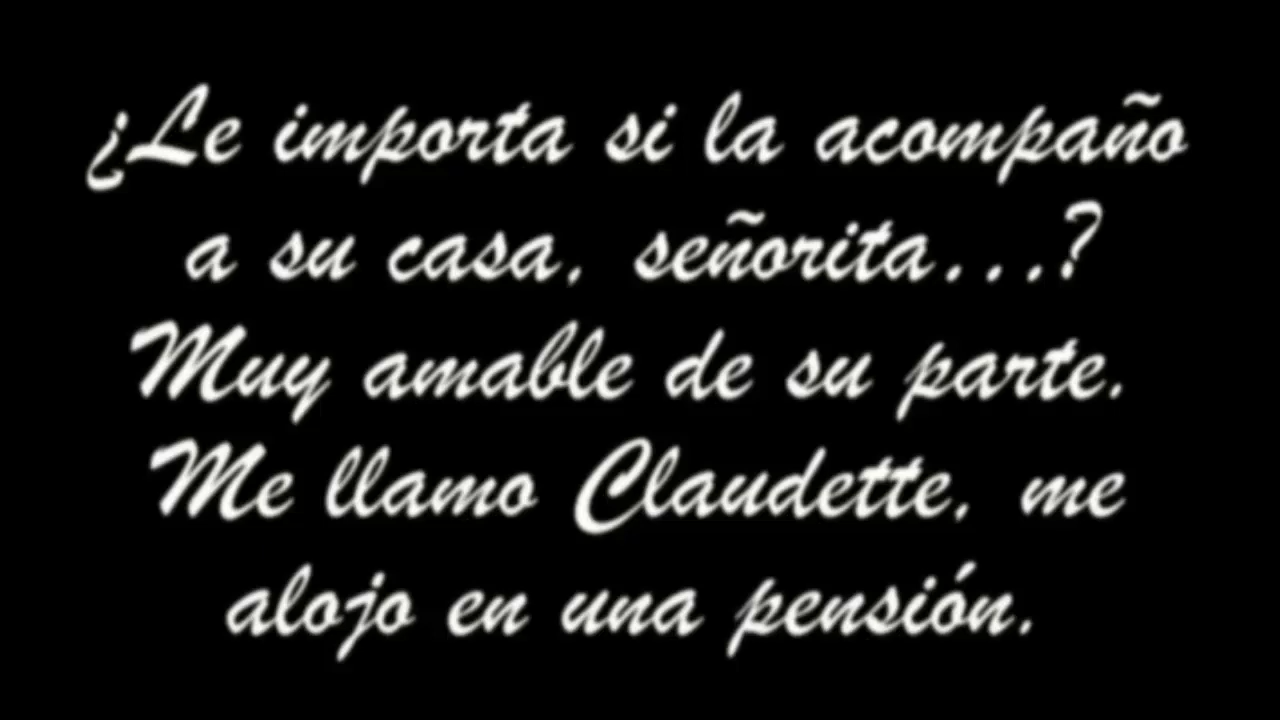 ¿Le importa si la acompaño
a su casa, señorita...?
Muy amable de su parte.
Me llamo Claudette, me
alojo en una pensión.